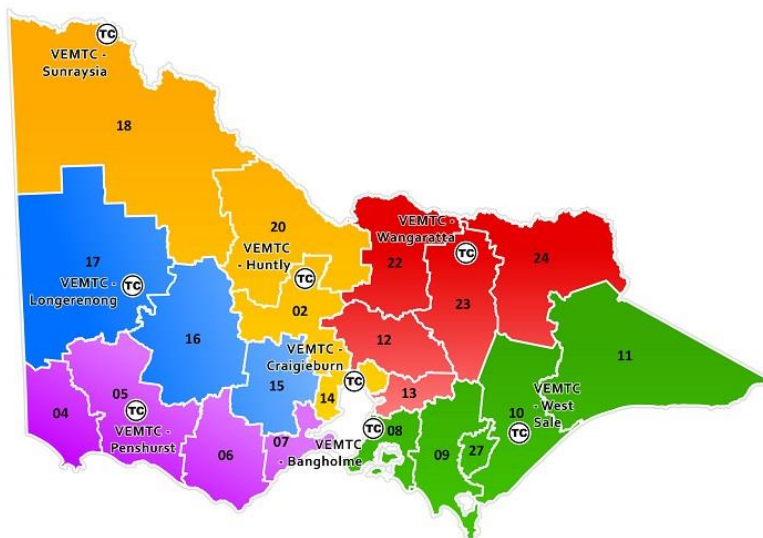 TC
VEMTC -
Sunraysia
18
20
VEMTC
- Huntly
TC
VEMTC -
Wangaratta
TC
22
24
23
17
VEMTC -
Longerenong
TC
02
16
12
11
VEMTC -
Craigieburn
TC
15
14
13
04
05
TC
VEMTC -
Penshurst
06
07
VEMTC
- Bangholme
TC
08
09
27
10
VEMTC
- West
Sale
TC